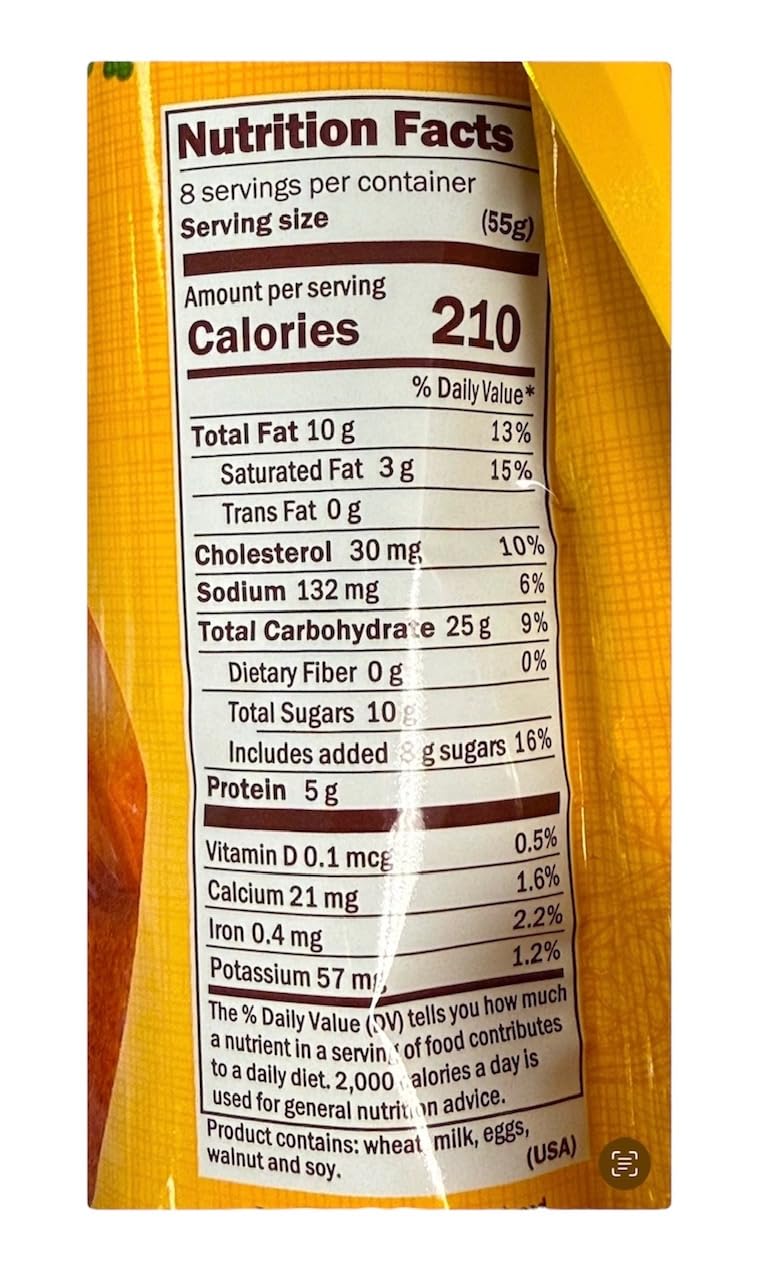 Nutrition Facts
8 servings per container
Serving size (55g)
Amount per serving
Calories 210
% Daily Value*
Total Fat 10 g 13%
Saturated Fat 3 g 15%
Trans Fat 0 g
Cholesterol 30 mg 10%
Sodium 132 mg 6%
Total Carbohydrate 25 g 9%
Dietary Fiber 0 g 0%
Total Sugars 10 g
Includes added 8 g sugars 16%
Protein 5 g
Vitamin D 0.1 mcg 0.5%
Calcium 21 mg 1.6%
Iron 0.4 mg 2.2%
Potassium 57 mg 1.2%
The % Daily Value (DV) tells you how much
a nutrient in a serving of food contributes
to a daily diet. 2,000 calories a day is
used for general nutrition advice.
Product contains: wheat, milk, eggs,
walnut and soy. (USA)